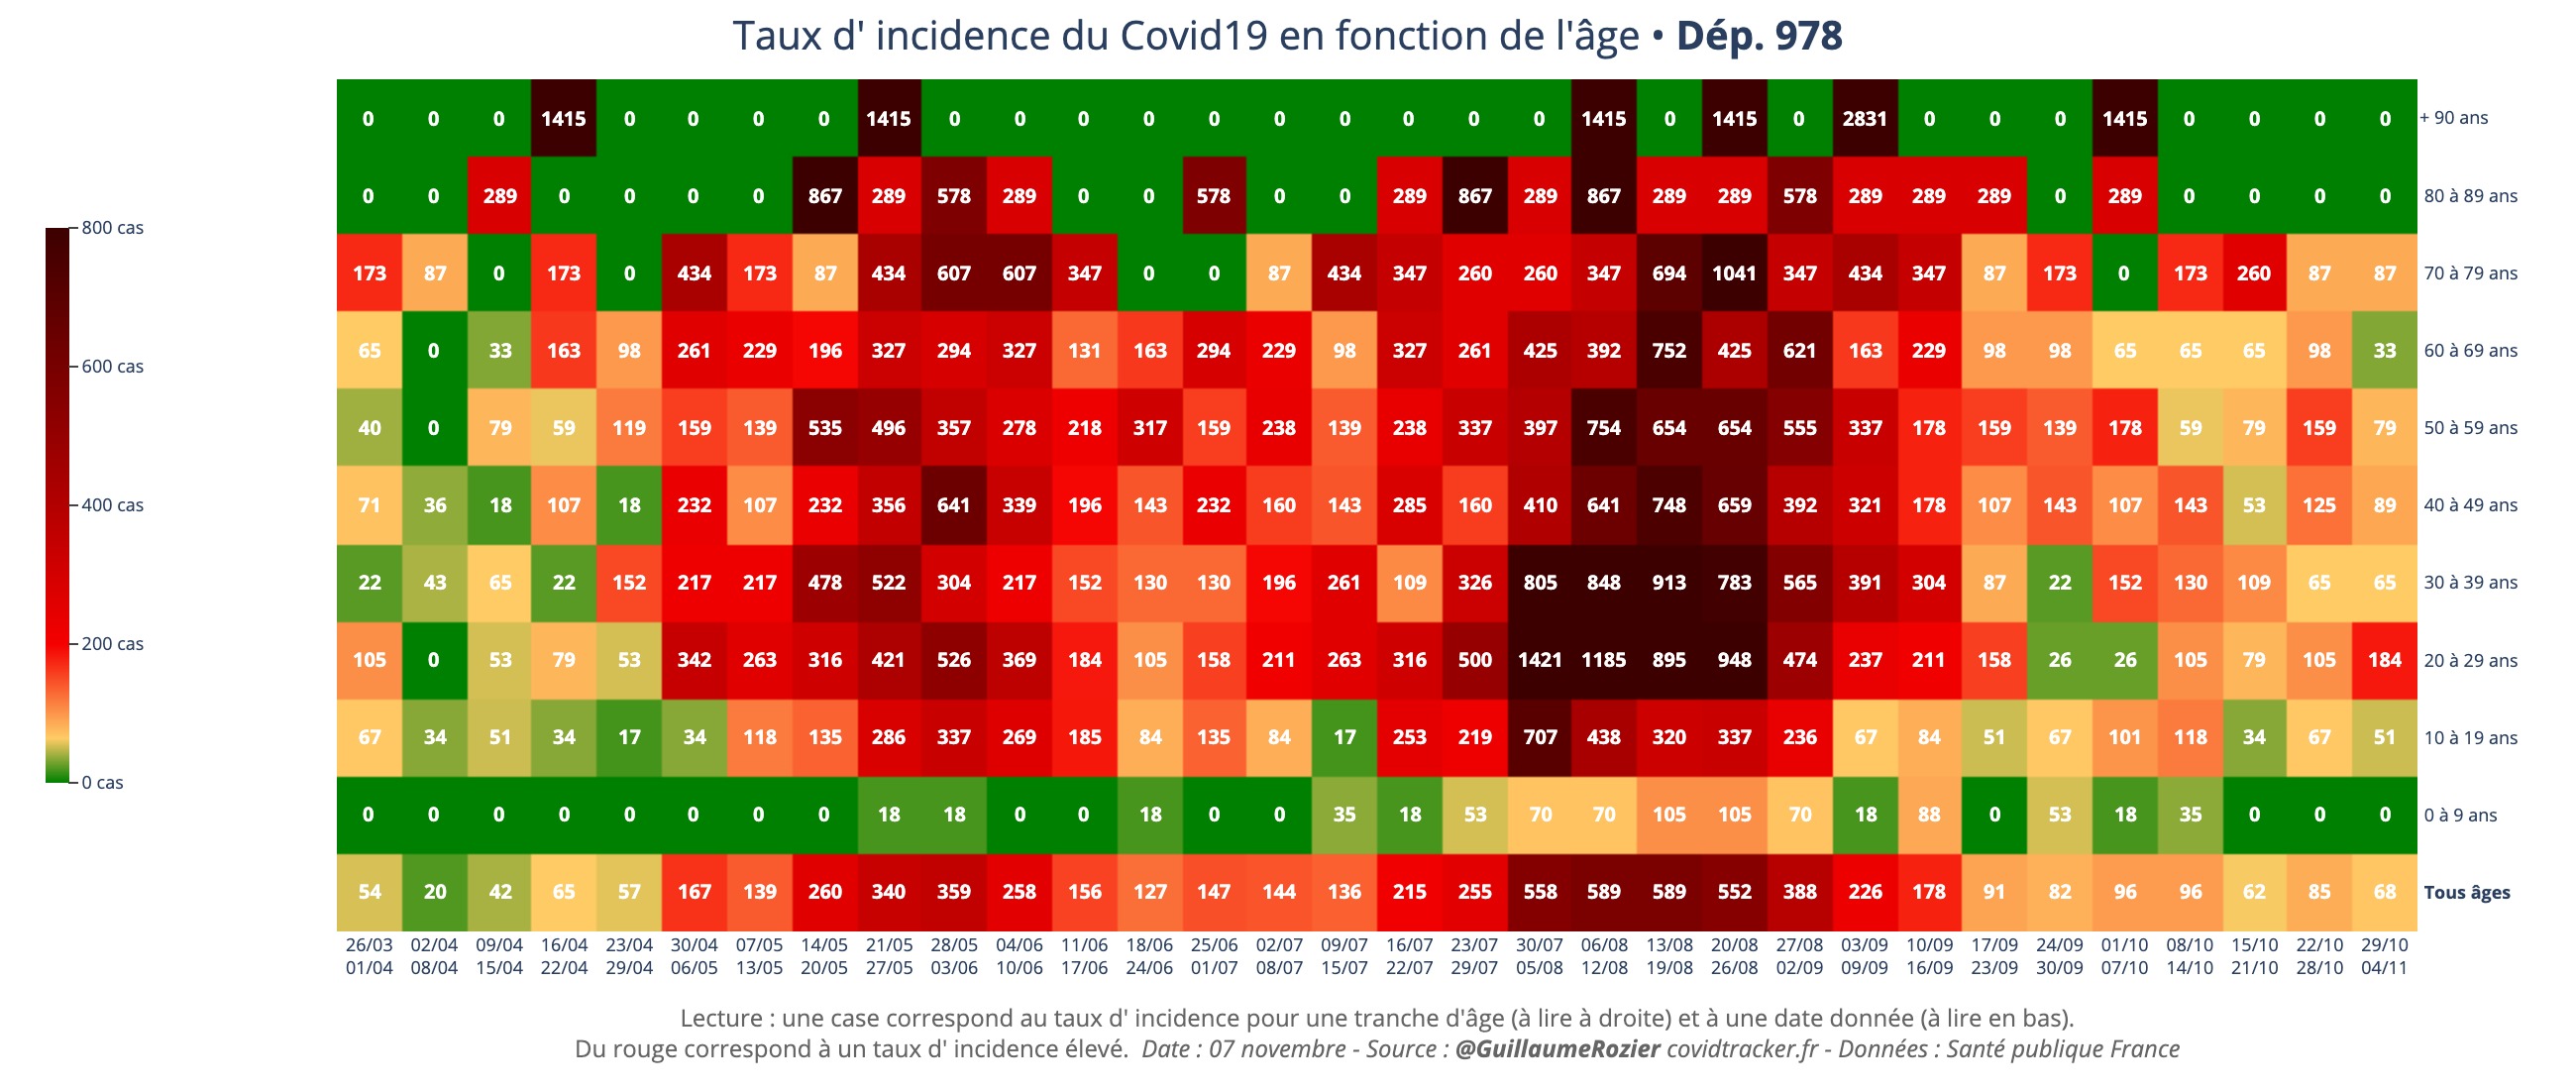 Taux d' incidence du Covid19 en fonction de l'âge • Dép. 978
800 cas
600 cas
400 cas
200 cas
0 cas
0 0 0 1415 0 0 0 0 1415 0 0 0 0 0 0 0 0 0 0 1415 0 1415 0 2831 0 0 0 1415 0 0 0 0 + 90 ans
0 0 289 0 0 0 0 867 289 578 289 0 0 578 0 0 289 867 289 867 289 289 578 289 289 289 0 289 0 0 0 0 80 à 89 ans
173 87 0 173 0 434 173 87 434 607 607 347 0 0 87 434 347 260 260 347 694 1041 347 434 347 87 173 0 173 260 87 87 70 à 79 ans
65 0 33 163 98 261 229 196 327 294 327 131 163 294 229 98 327 261 425 392 752 425 621 163 229 98 98 65 65 65 98 33 60 à 69 ans
40 0 79 59 119 159 139 535 496 357 278 218 317 159 238 139 238 337 397 754 654 654 555 337 178 159 139 178 59 79 159 79 50 à 59 ans
71 36 18 107 18 232 107 232 356 641 339 196 143 232 160 143 285 160 410 641 748 659 392 321 178 107 143 107 143 53 125 89 40 à 49 ans
22 43 65 22 152 217 217 478 522 304 217 152 130 130 196 261 109 326 805 848 913 783 565 391 304 87 22 152 130 109 65 65 30 à 39 ans
105 0 53 79 53 342 263 316 421 526 369 184 105 158 211 263 316 500 1421 1185 895 948 474 237 211 158 26 26 105 79 105 184 20 à 29 ans
67 34 51 34 17 34 118 135 286 337 269 185 84 135 84 17 253 219 707 438 320 337 236 67 84 51 67 101 118 34 67 51 10 à 19 ans
0 0 0 0 0 0 0 0 18 18 0 0 18 0 0 35 18 53 70 70 105 105 70 18 88 0 53 18 35 0 0 0 0 à 9 ans
54 20 42 65 57 167 139 260 340 359 258 156 127 147 144 136 215 255 558 589 589 552 388 226 178 91 82 96 96 62 85 68 Tous âges
26/03 02/04 09/04 16/04 23/04 30/04 07/05 14/05 21/05 28/05 04/06 11/06 18/06 25/06 02/07 09/07 16/07 23/07 30/07 06/08 13/08 20/08 27/08 03/09 10/09 17/09 24/09 01/10 08/10 15/10 22/10 29/10
01/04 08/04 15/04 22/04 29/04 06/05 13/05 20/05 27/05 03/06 10/06 17/06 24/06 01/07 08/07 15/07 22/07 29/07 05/08 12/08 19/08 26/08 02/09 09/09 16/09 23/09 30/09 07/10 14/10 21/10 28/10 04/11
Lecture : une case correspond au taux d' incidence pour une tranche d'âge (à lire à droite) et à une date donnée (à lire en bas).
Du rouge correspond à un taux d' incidence élevé. Date : 07 novembre - Source : @GuillaumeRozier covidtracker.fr - Données : Santé publique France